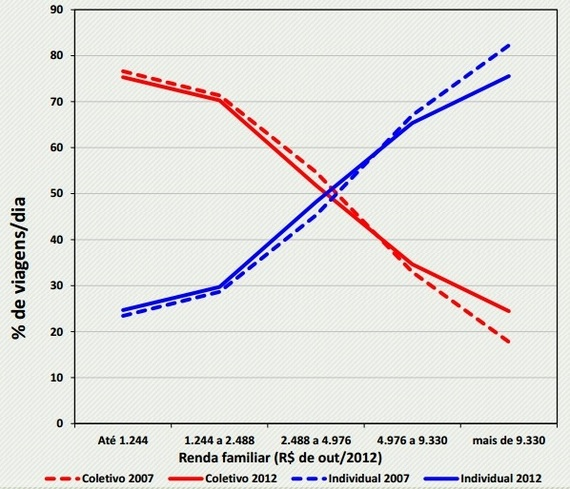 90
80
70
60
50
40
30
20
10
0
% de viagens/dia
Até 1.244 1.244 a 2.488 2.488 a 4.976 4.976 a 9.330 mais de 9.330
Renda familiar (R$ de out/2012)
Coletivo 2007 Coletivo 2012 Individual 2007 Individual 2012